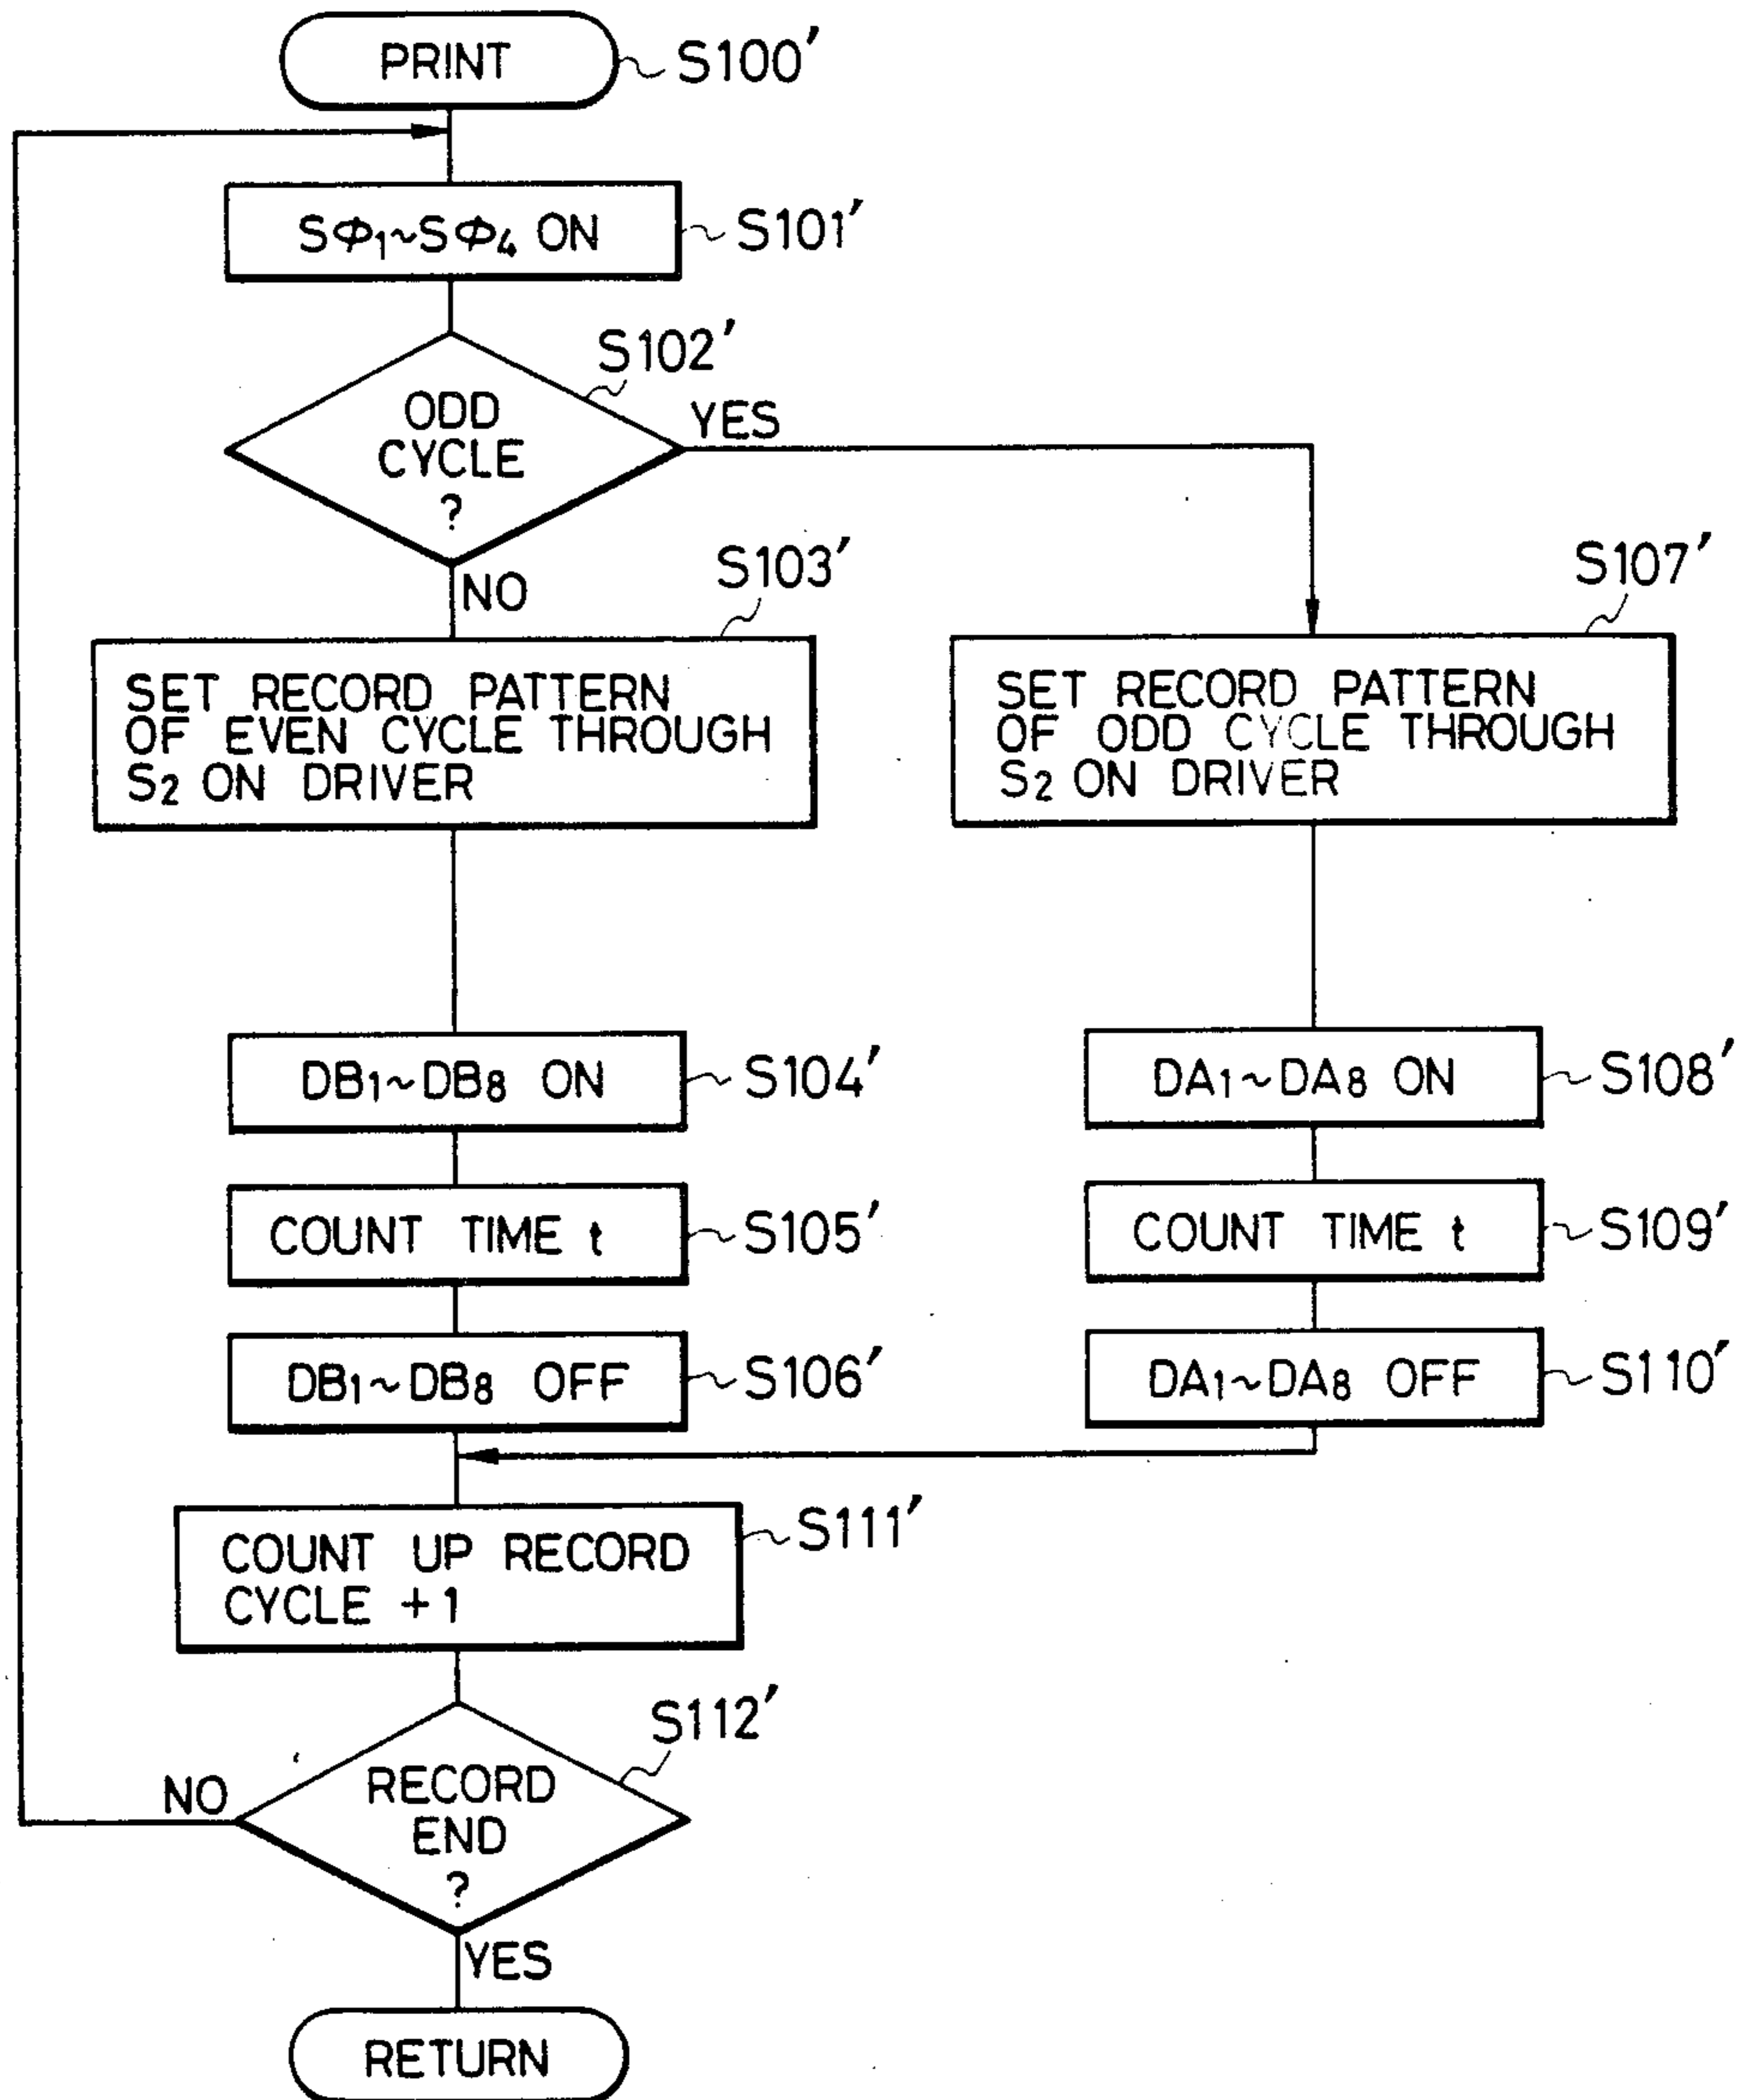 PRINT
S100'
SΦ₁~SΦ₄ ON
S101'
S102'
ODD
CYCLE
?
YES
NO
S103'
SET RECORD PATTERN
OF EVEN CYCLE THROUGH
S₂ ON DRIVER
S107'
SET RECORD PATTERN
OF ODD CYCLE THROUGH
S₂ ON DRIVER
DB₁~DB₈ ON
S104'
DA₁~DA₈ ON
S108'
COUNT TIME t
S105'
COUNT TIME t
S109'
DB₁~DB₈ OFF
S106'
DA₁~DA₈ OFF
S110'
S111'
COUNT UP RECORD
CYCLE +1
S112'
RECORD
END
?
NO
YES
RETURN